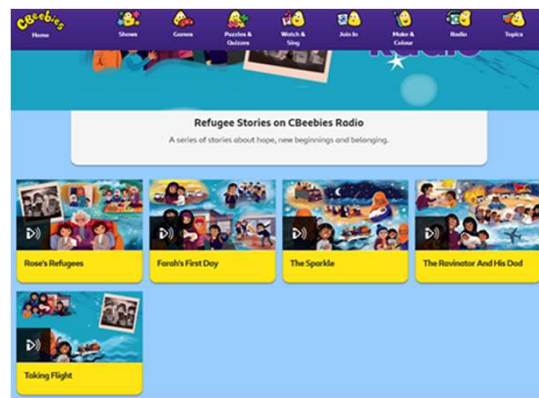 CBeebies
Home
Shows
Games
Puzzles &
Quizzes
Watch &
Sing
Join In
Make &
Colour
Radio
Topics
Radio
Refugee Stories on CBeebies Radio
A series of stories about hope, new beginnings and belonging.
Rose's Refugees
Farah's First Day
The Sparkle
The Ravinator And His Dad
Taking Flight